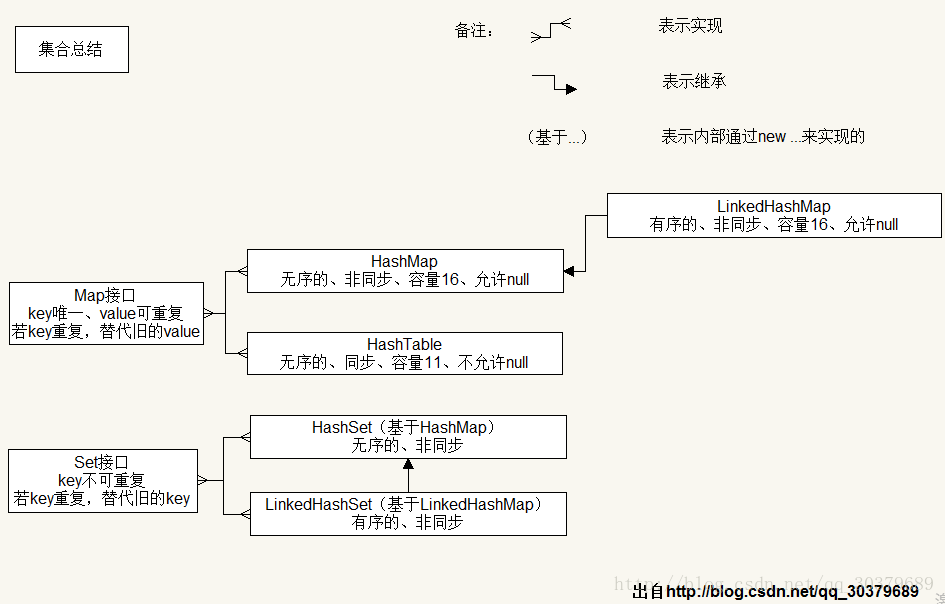 集合总结
备注：
表示实现
表示继承
（基于...）
表示内部通过new ...来实现的
LinkedHashMap
有序的、非同步、容量16、允许null
HashMap
无序的、非同步、容量16、允许null
Map接口
key唯一、value可重复
若key重复，替代旧的value
HashTable
无序的、同步、容量11、不允许null
HashSet（基于HashMap）
无序的、非同步
Set接口
key不可重复
若key重复，替代旧的key
LinkedHashSet（基于LinkedHashMap）
有序的、非同步
http://blog.csdn.net/qq_30379689
出自http://blog.csdn.net/qq_30379689